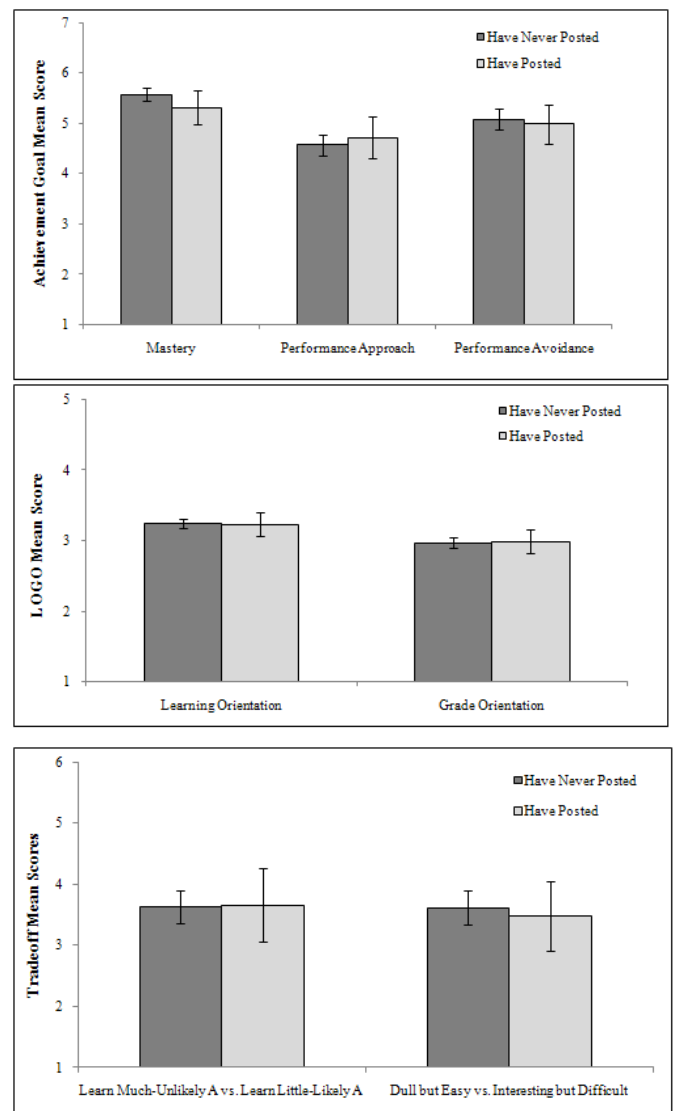 7
6
5
4
3
2
1
Achievement Goal Mean Score
Have Never Posted
Have Posted
Mastery Performance Approach Performance Avoidance
5
4
3
2
1
LOGO Mean Score
Have Never Posted
Have Posted
Learning Orientation Grade Orientation
6
5
4
3
2
1
Tradeoff Mean Scores
Have Never Posted
Have Posted
Learn Much-Unlikely A vs. Learn Little-Likely A Dull but Easy vs. Interesting but Difficult